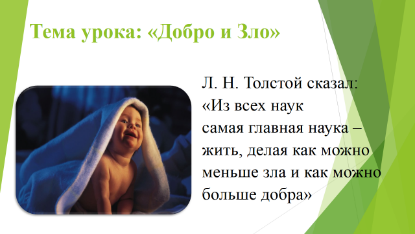 Тема урока: «Добро и Зло»
Л. Н. Толстой сказал:
«Из всех наук
самая главная наука –
жить, делая как можно
меньше зла и как можно
больше добра»